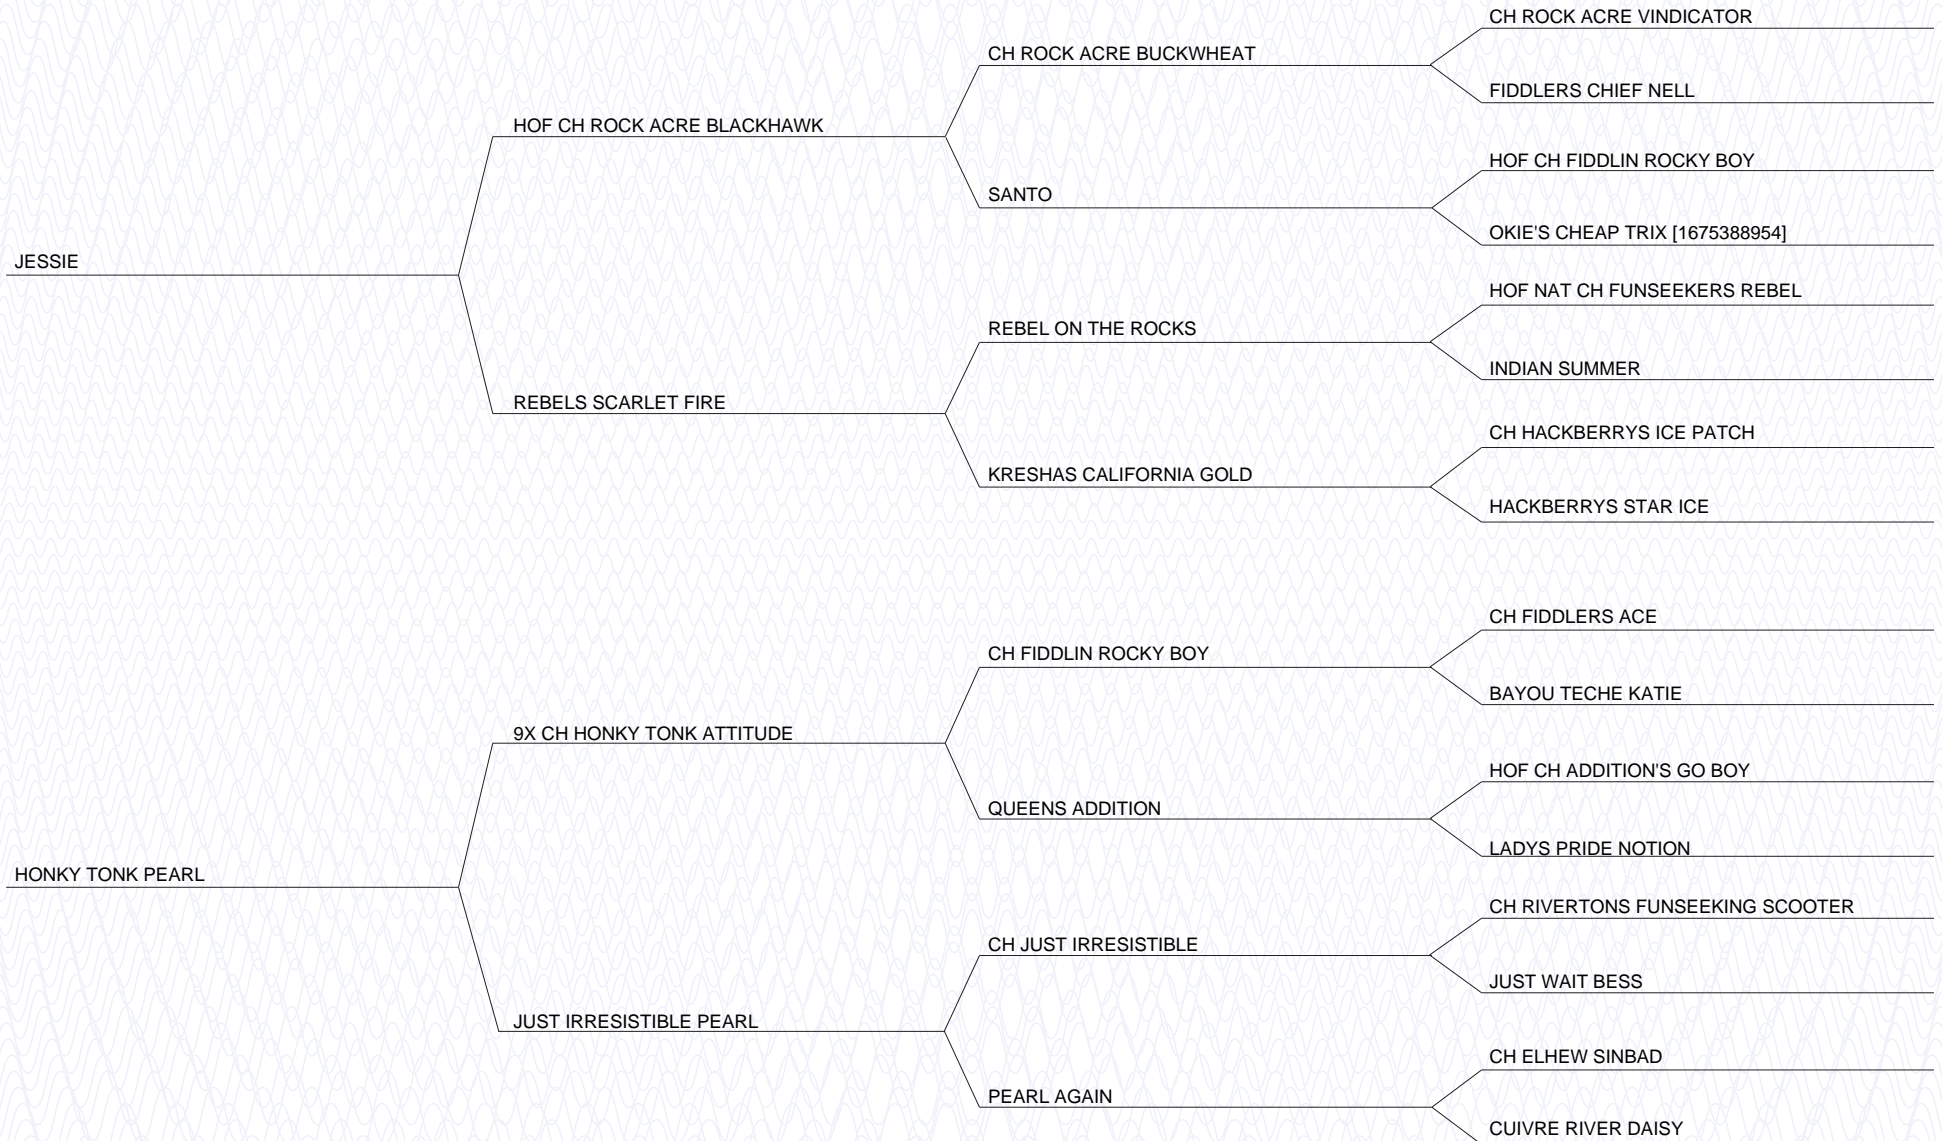 CH ROCK ACRE VINDICATOR
CH ROCK ACRE BUCKWHEAT
FIDDLERS CHIEF NELL
HOF CH ROCK ACRE BLACKHAWK
HOF CH FIDDLIN ROCKY BOY
SANTO
OKIE'S CHEAP TRIX [1675388954]
JESSIE
HOF NAT CH FUNSEEKERS REBEL
REBEL ON THE ROCKS
INDIAN SUMMER
REBELS SCARLET FIRE
CH HACKBERRYS ICE PATCH
KRESHAS CALIFORNIA GOLD
HACKBERRYS STAR ICE
CH FIDDLERS ACE
CH FIDDLIN ROCKY BOY
BAYOU TECHE KATIE
9X CH HONKY TONK ATTITUDE
HOF CH ADDITION'S GO BOY
QUEENS ADDITION
LADYS PRIDE NOTION
HONKY TONK PEARL
CH RIVERTONS FUNSEEKING SCOOTER
CH JUST IRRESISTIBLE
JUST WAIT BESS
JUST IRRESISTIBLE PEARL
CH ELHEW SINBAD
PEARL AGAIN
CUIVRE RIVER DAISY